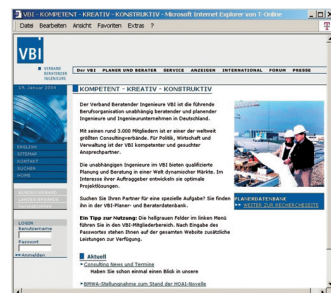 VBI - KOMPETENT - KREATIV - KONSTRUKTIV - Microsoft Internet Explorer von T-Online
Datei Bearbeiten Ansicht Favoriten Extras ?
VBI
VERBAND
BERATENDER
INGENIEURE
Der VBI PLANER UND BERATER SERVICE ANZEIGEN INTERNATIONAL FORUM PRESSE
19. Januar 2004
KOMPETENT - KREATIV - KONSTRUKTIV
Der Verband Beratender Ingenieure VBI ist die führende
Berufsorganisation unabhängig beratender und planender
Ingenieure und Ingenieurunternehmen in Deutschland.
Mit seinen rund 3.000 Mitgliedern ist er einer der weltweit
größten Consultingverbände. Für Politik, Wirtschaft und
Verwaltung ist der VBI kompetenter und gesuchter
Ansprechpartner.
Die unabhängigen Ingenieure im VBI bieten qualifizierte
Planung und Beratung in einer Welt dynamischer Märkte. Im
Interesse ihrer Auftraggeber entwickeln sie optimale
Projektlösungen.
Suchen Sie Ihren Partner für eine spezielle Aufgabe? Sie finden
ihn in der VBI-Planer- und Beraterdatenbank.
Ein Tipp zur Nutzung: Die hellgrauen Felder im linken Menü
führen Sie in den VBI-Mitgliederbereich. Nach Eingabe des
Passwortes stehen Ihnen auf der gesamten Website zusätzliche
Leistungen zur Verfügung.
Aktuell
Consulting News und Termine
Haben Sie schon einmal einen Blick in unsere
BMWA-Stellungnahme zum Stand der HOAI-Novelle
ENGLISH
SITEMAP
KONTAKT
SUCHEN
HOME
LOGIN
Benutzername
Passwort
Anmelden
PLANERDATENBANK
WEITER ZUR RECHERCHESEITE